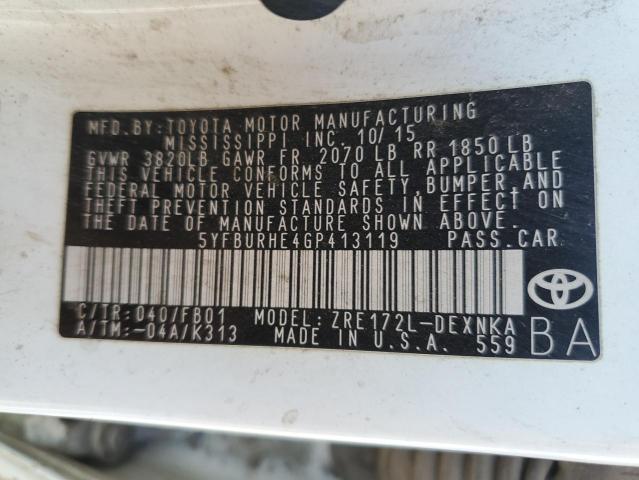 MFD.BY:TOYOTA MOTOR MANUFACTURING
MISSISSIPPI INC. 10/15
GVWR 3820LB GAWR FR. 2070 LB RR 1850 LB
THIS VEHICLE CONFORMS TO ALL APPLICABLE
FEDERAL MOTOR VEHICLE SAFETY, BUMPER,AND
THEFT PREVENTION STANDARDS IN EFFECT ON
THE DATE OF MANUFACTURE SHOWN ABOVE.
5YFBURHE4GP413119 PASS.CAR
C/TR:040/FB01 MODEL:ZRE172L-DEXNKA
A/TM:-04A/K313 MADE IN U.S.A. 559 BA